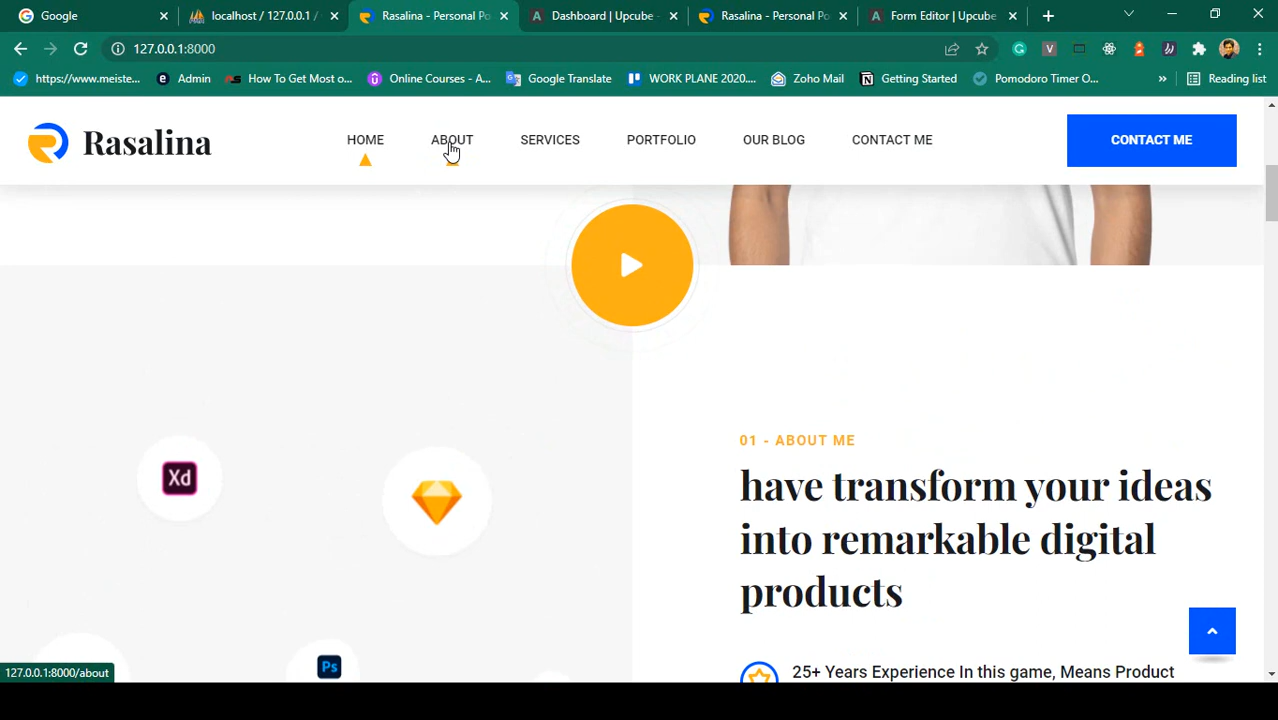 Google
localhost / 127.0.0.1 /
Rasalina - Personal Po
Dashboard | Upcube -
Rasalina - Personal Po
Form Editor | Upcube
127.0.0.1:8000
https://www.meiste...
Admin
How To Get Most o...
Online Courses - A...
Google Translate
WORK PLANE 2020....
Zoho Mail
Getting Started
Pomodoro Timer O...
»
Reading list
Rasalina
HOME
ABOUT
SERVICES
PORTFOLIO
OUR BLOG
CONTACT ME
CONTACT ME
01 - ABOUT ME
have transform your ideas
into remarkable digital
products
Xd
Ps
25+ Years Experience In this game, Means Product
127.0.0.1:8000/about